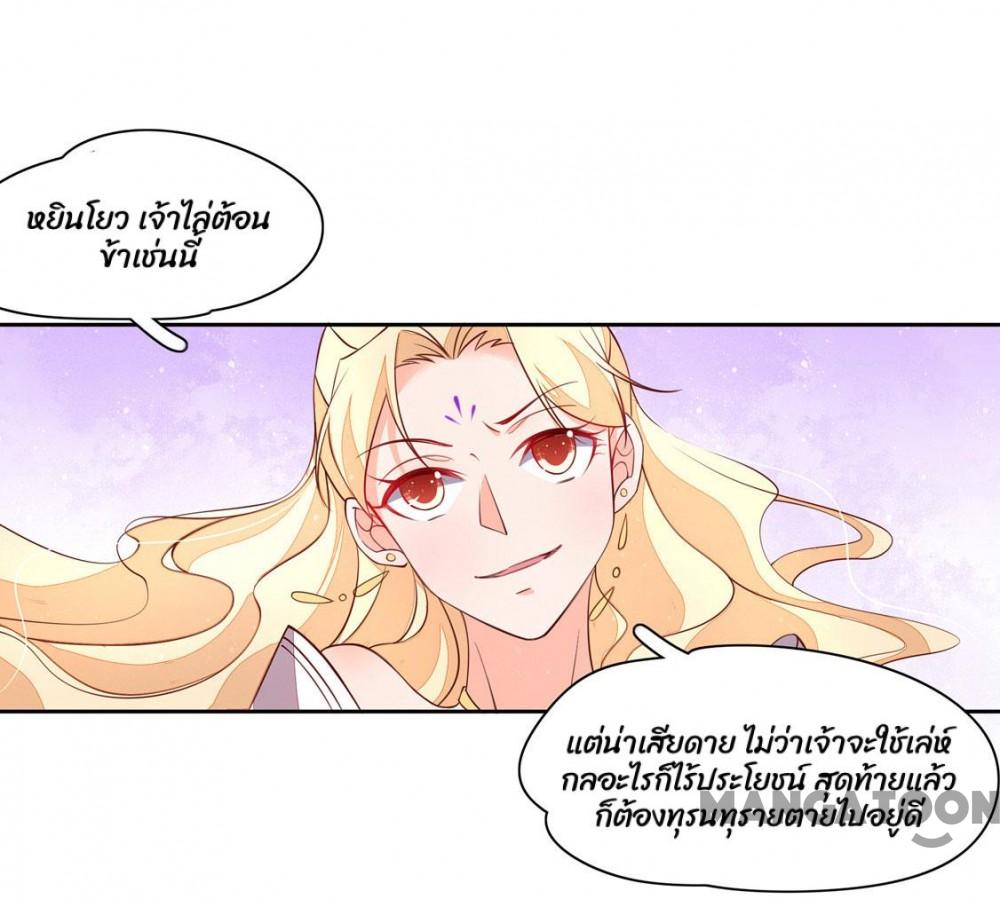 หยินโยว เจ้าไล่ต้อน
ข้าเช่นนี้
แต่น่าเสียดาย ไม่ว่าเจ้าจะใช้เล่ห์
กลอะไรก็ไร้ประโยชน์ สุดท้ายแล้ว
ก็ต้องทุรนทุรายตายไปอยู่ดี
MANGATOON